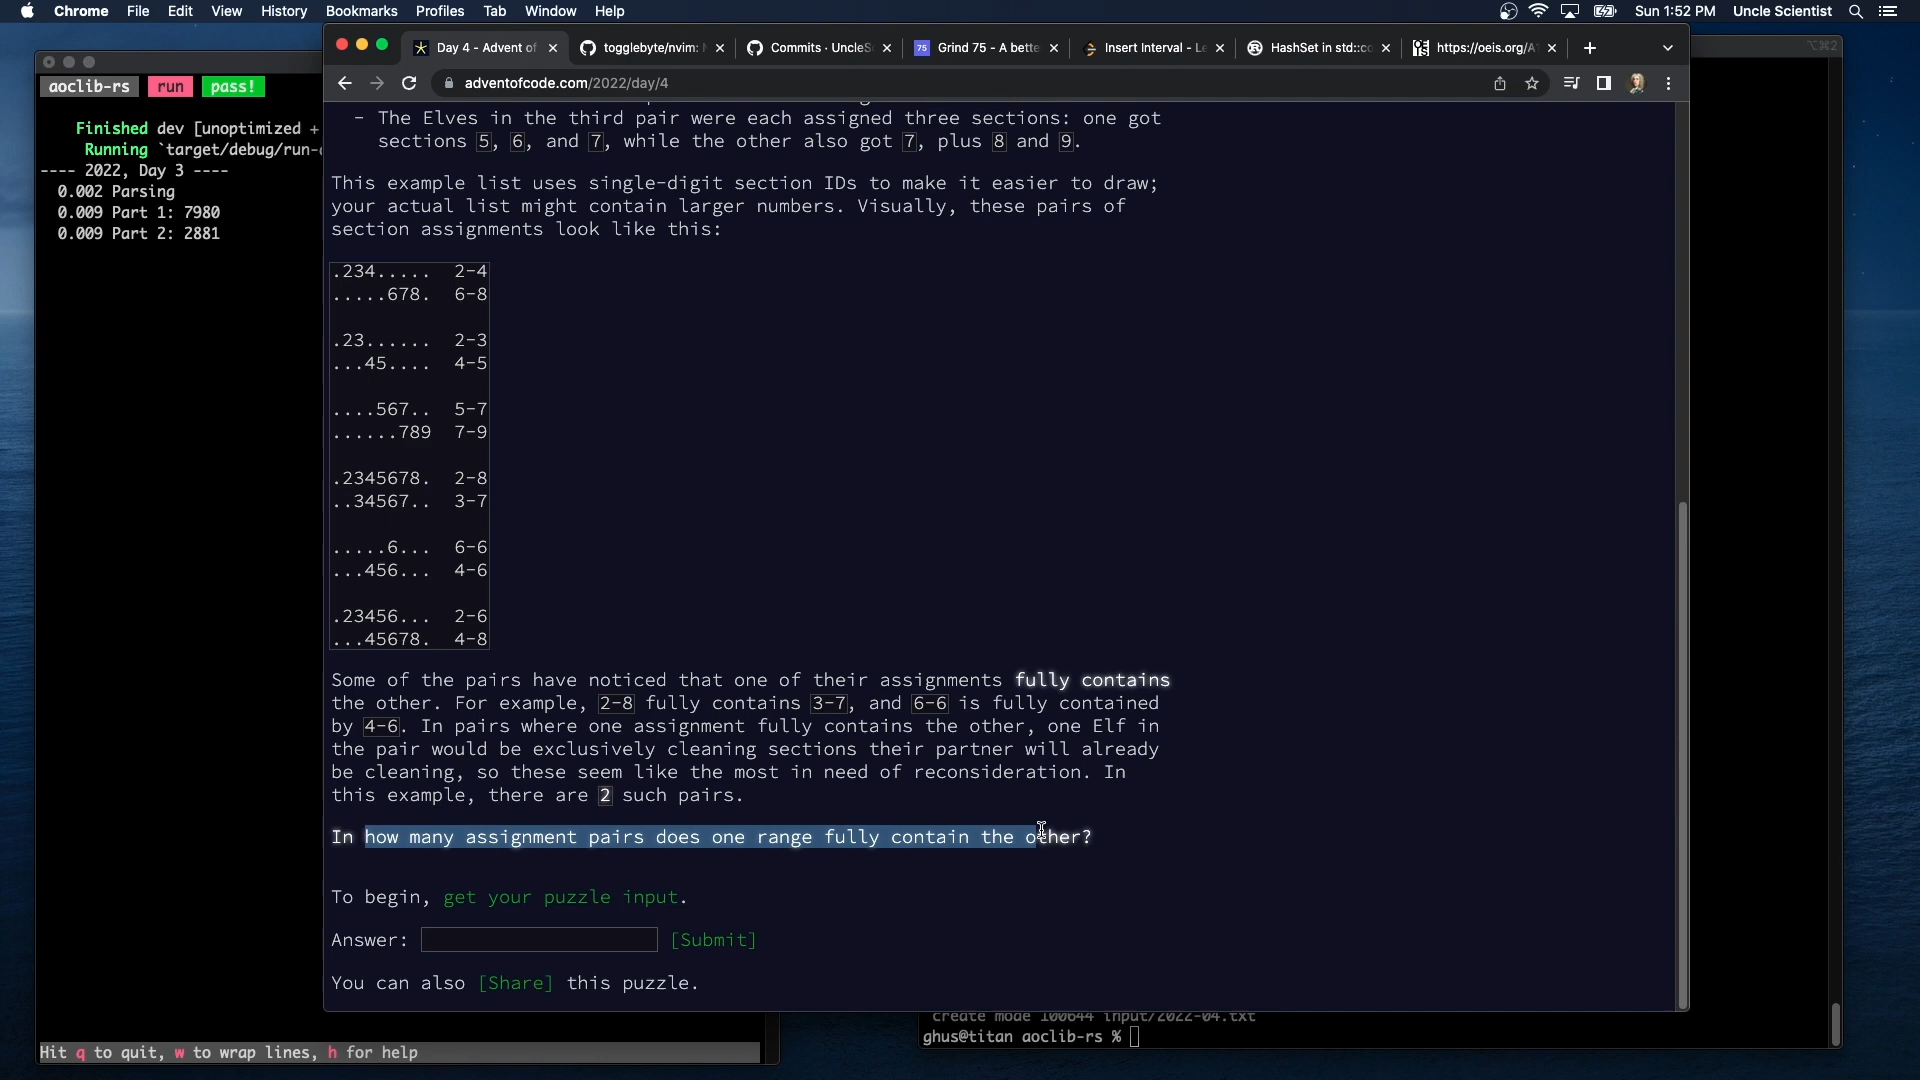 Chrome File Edit View History Bookmarks Profiles Tab Window Help
Sun 1:52 PM Uncle Scientist
Day 4 - Advent of
togglebyte/nvim:
Commits · UncleS
75 Grind 75 - A bette
Insert Interval - Le
HashSet in std::co
https://oeis.org/A
adventofcode.com/2022/day/4
⌥⌘2
aoclib-rs run pass!
Finished dev [unoptimized +
Running `target/debug/run-
---- 2022, Day 3 ----
0.002 Parsing
0.009 Part 1: 7980
0.009 Part 2: 2881
Hit q to quit, w to wrap lines, h for help
- The Elves in the third pair were each assigned three sections: one got
sections 5, 6, and 7, while the other also got 7, plus 8 and 9.
This example list uses single-digit section IDs to make it easier to draw;
your actual list might contain larger numbers. Visually, these pairs of
section assignments look like this:
.234..... 2-4
.....678. 6-8
.23...... 2-3
...45.... 4-5
....567.. 5-7
......789 7-9
.2345678. 2-8
..34567.. 3-7
.....6... 6-6
...456... 4-6
.23456... 2-6
...45678. 4-8
Some of the pairs have noticed that one of their assignments fully contains
the other. For example, 2-8 fully contains 3-7, and 6-6 is fully contained
by 4-6. In pairs where one assignment fully contains the other, one Elf in
the pair would be exclusively cleaning sections their partner will already
be cleaning, so these seem like the most in need of reconsideration. In
this example, there are 2 such pairs.
In how many assignment pairs does one range fully contain the other?
To begin, get your puzzle input.
Answer: [Submit]
You can also [Share] this puzzle.
create mode 100644 input/2022-04.txt
ghus@titan aoclib-rs %